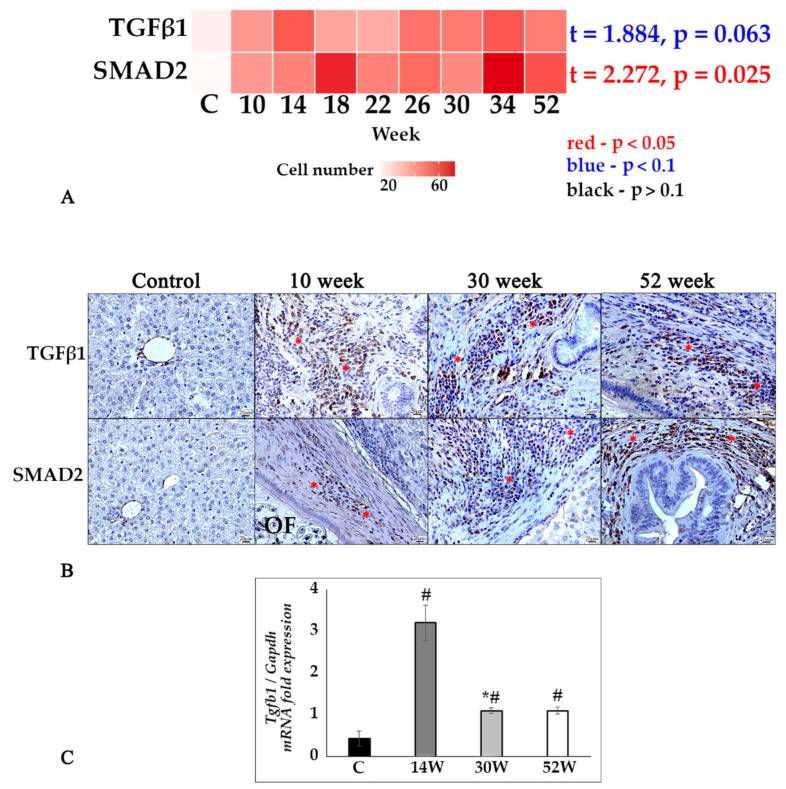 TGFβ1
t = 1.884, p = 0.063
SMAD2
t = 2.272, p = 0.025
C 10 14 18 22 26 30 34 52
Week
Cell number
20 60
red - p < 0.05
blue - p < 0.1
black - p > 0.1
A
Control 10 week 30 week 52 week
TGFβ1
SMAD2
OF
B
4
3
2
1
0
Tgfb1 / Gapdh
mRNA fold expression
#
*#
#
C 14W 30W 52W
C